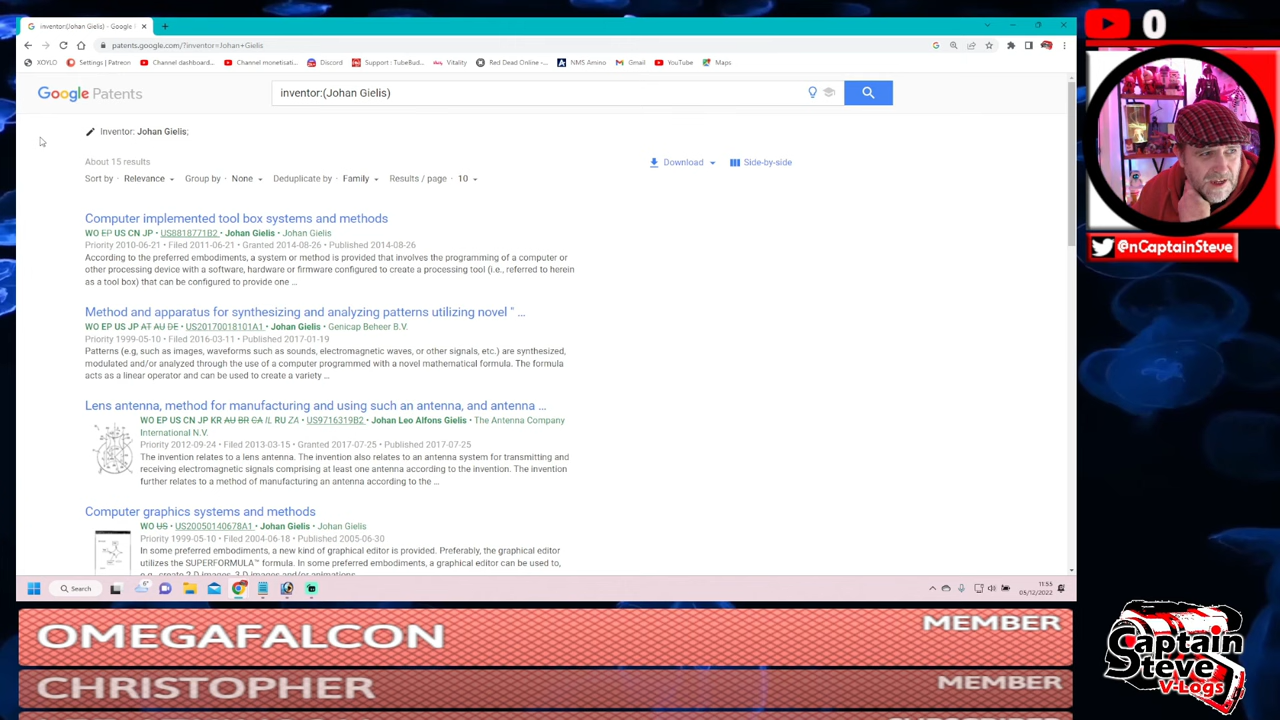 inventor:(Johan Gielis) - Google
0
patents.google.com/?inventor=Johan+Gielis
XOYLO
Settings | Patreon
Channel dashboard...
Channel monetisati...
Discord
Support : TubeBud...
Vitality
Red Dead Online -...
NMS Amino
Gmail
YouTube
Maps
Google Patents
inventor:(Johan Gielis)
Inventor: Johan Gielis;
About 15 results
Download
Side-by-side
Sort by · Relevance
Group by · None
Deduplicate by · Family
Results / page · 10
Computer implemented tool box systems and methods
WO EP US CN JP • US8818771B2 • Johan Gielis • Johan Gielis
Priority 2010-06-21 • Filed 2011-06-21 • Granted 2014-08-26 • Published 2014-08-26
According to the preferred embodiments, a system or method is provided that involves the programming of a computer or
other processing device with a software, hardware or firmware configured to create a processing tool (i.e., referred to herein
as a tool box) that can be configured to provide one ...
Method and apparatus for synthesizing and analyzing patterns utilizing novel " ...
WO EP US JP AT AU DE • US20170018101A1 • Johan Gielis • Genicap Beheer B.V.
Priority 1999-05-10 • Filed 2016-03-11 • Published 2017-01-19
Patterns (e.g, such as images, waveforms such as sounds, electromagnetic waves, or other signals, etc.) are synthesized,
modulated and/or analyzed through the use of a computer programmed with a novel mathematical formula. The formula
acts as a linear operator and can be used to create a variety ...
Lens antenna, method for manufacturing and using such an antenna, and antenna ...
WO EP US CN JP KR AU BR CA IL RU ZA • US9716319B2 • Johan Leo Alfons Gielis • The Antenna Company
International N.V.
Priority 2012-09-24 • Filed 2013-03-15 • Granted 2017-07-25 • Published 2017-07-25
The invention relates to a lens antenna. The invention also relates to an antenna system for transmitting and
receiving electromagnetic signals comprising at least one antenna according to the invention. The invention
further relates to a method of manufacturing an antenna according to the ...
Computer graphics systems and methods
WO US • US20050140678A1 • Johan Gielis • Johan Gielis
Priority 1999-05-10 • Filed 2004-06-18 • Published 2005-06-30
In some preferred embodiments, a new kind of graphical editor is provided. Preferably, the graphical editor
utilizes the SUPERFORMULA™ formula. In some preferred embodiments, a graphical editor can be used to,
e.g., create 2-D images, 3-D images and/or animations.
@nCaptainSteve
Search
6°
11:55
05/12/2022
OMEGAFALCON
MEMBER
CHRISTOPHER
MEMBER
Captain
Steve
V-Logs